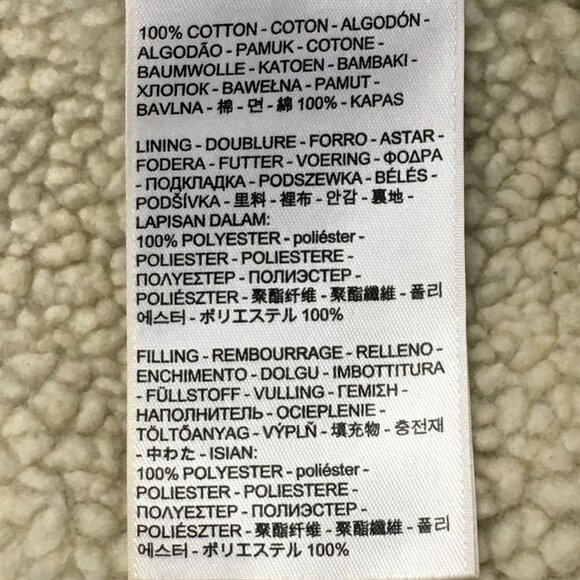 100% COTTON - COTON - ALGODÓN -
ALGODÃO - PAMUK - COTONE -
BAUMWOLLE - KATOEN - BAMBAKI -
ХЛОПОК - BAWEŁNA - PAMUT -
BAVLNA - 棉 - 면 - 綿 100% - KAPAS
LINING - DOUBLURE - FORRO - ASTAR -
FODERA - FUTTER - VOERING - ΦΟΔΡΑ
- ПОДКЛАДКА - PODSZEWKA - BÉLÉS -
PODŠÍVKA - 里料 - 裡布 - 안감 - 裏地 -
LAPISAN DALAM:
100% POLYESTER - poliéster -
POLIESTER - POLIESTERE -
ΠΟΛΥΕΣΤΕΡ - ПОЛИЭСТЕР -
POLIÉSZTER - 聚酯纤维 - 聚酯纖維 - 폴리
에스터 - ポリエステル 100%
FILLING - REMBOURRAGE - RELLENO -
ENCHIMENTO - DOLGU - IMBOTTITURA
- FÜLLSTOFF - VULLING - ΓΕΜΙΣΗ -
НАПОЛНИТЕЛЬ - OCIEPLENIE -
TÖLTŐANYAG - VÝPLŇ - 填充物 - 충전재
- 中わた - ISIAN:
100% POLYESTER - poliéster -
POLIESTER - POLIESTERE -
ΠΟΛΥΕΣΤΕΡ - ПОЛИЭСТЕР -
POLIÉSZTER - 聚酯纤维 - 聚酯纖維 - 폴리
에스터 - ポリエステル 100%